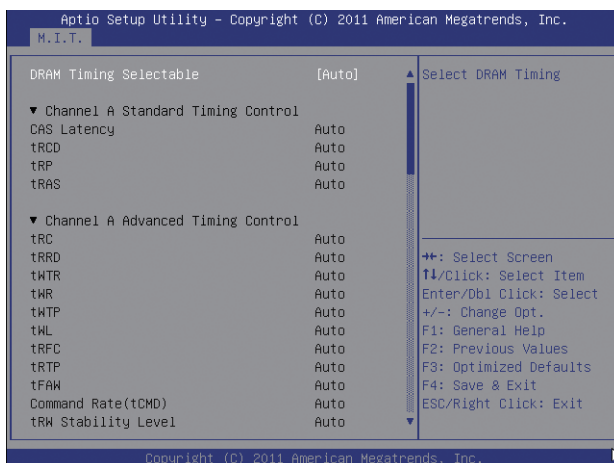 Aptio Setup Utility – Copyright (C) 2011 American Megatrends, Inc.
M.I.T.
DRAM Timing Selectable [Auto]
▼ Channel A Standard Timing Control
CAS Latency Auto
tRCD Auto
tRP Auto
tRAS Auto
▼ Channel A Advanced Timing Control
tRC Auto
tRRD Auto
tWTR Auto
tWR Auto
tWTP Auto
tWL Auto
tRFC Auto
tRTP Auto
tFAW Auto
Command Rate(tCMD) Auto
tRW Stability Level Auto
Select DRAM Timing
→←: Select Screen
↑↓/Click: Select Item
Enter/Dbl Click: Select
+/-: Change Opt.
F1: General Help
F2: Previous Values
F3: Optimized Defaults
F4: Save & Exit
ESC/Right Click: Exit
Copyright (C) 2011 American Megatrends, Inc.